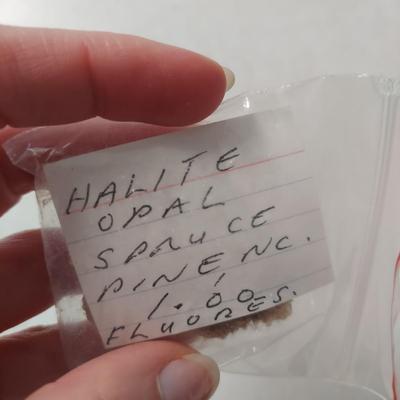 HALITE
OPAL
SPRUCE
PINE, NC.
1.00
FLUORES.